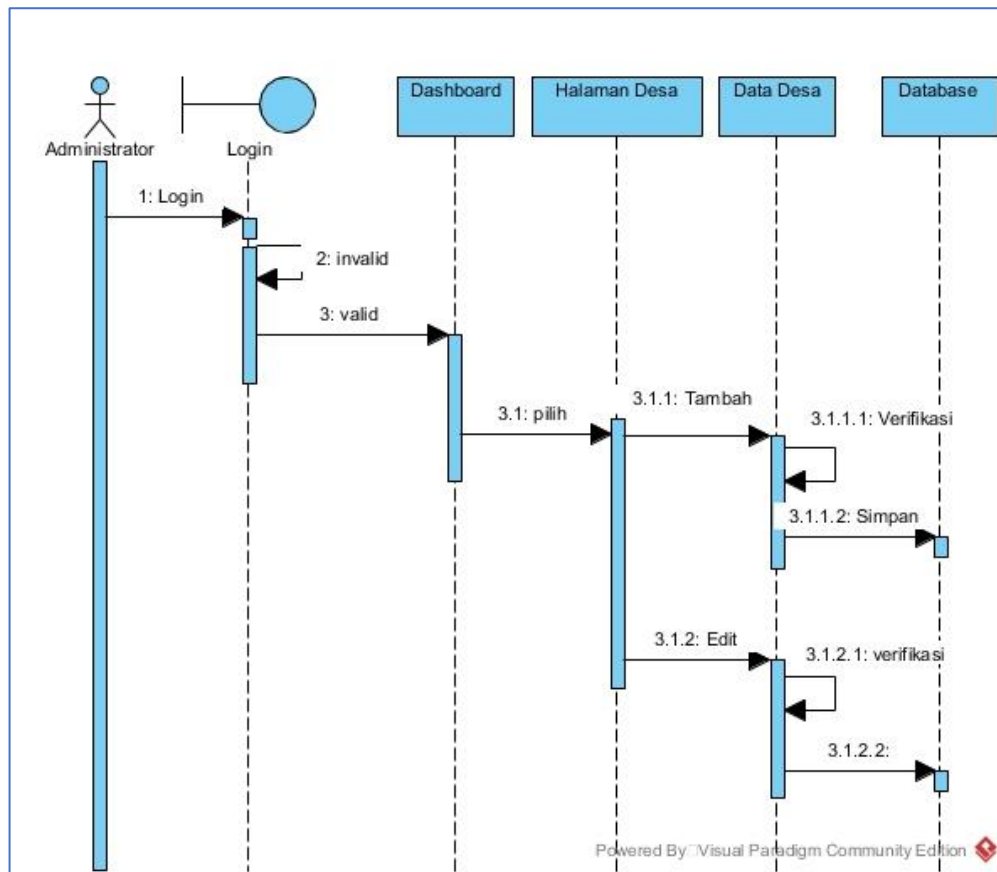 Dashboard
Halaman Desa
Data Desa
Database
Administrator
Login
1: Login
2: invalid
3: valid
3.1: pilih
3.1.1: Tambah
3.1.1.1: Verifikasi
3.1.1.2: Simpan
3.1.2: Edit
3.1.2.1: verifikasi
3.1.2.2:
Powered By Visual Paradigm Community Edition